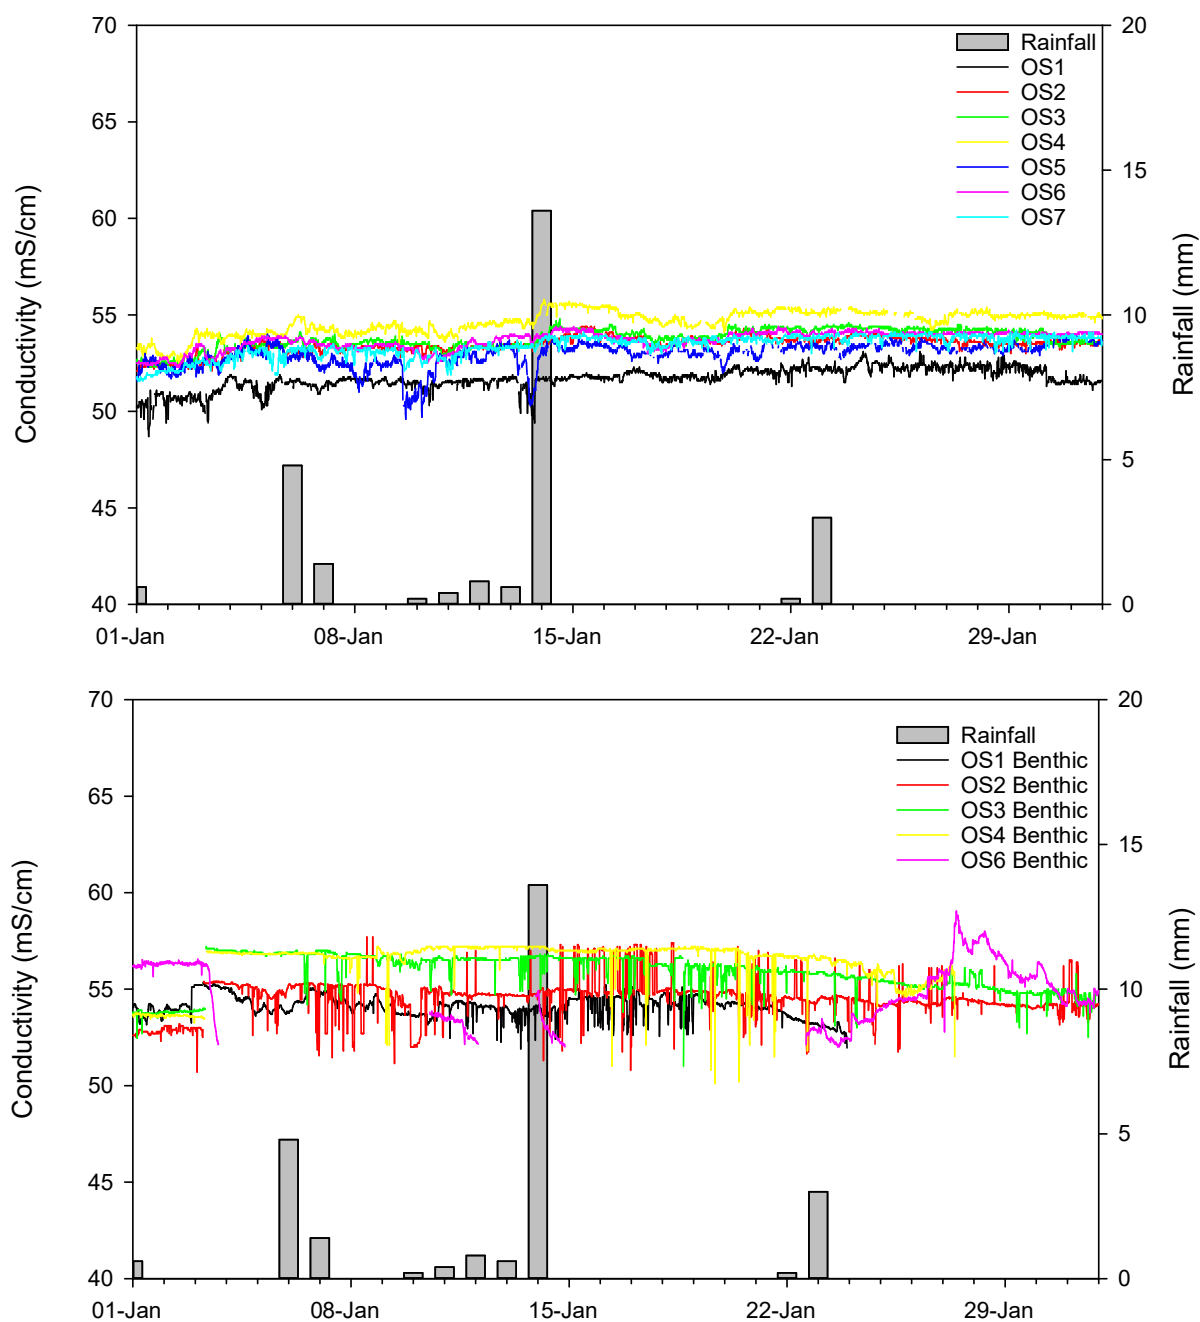 70
65
60
55
50
45
40
Conductivity (mS/cm)
20
15
10
5
0
Rainfall (mm)
Rainfall
OS1
OS2
OS3
OS4
OS5
OS6
OS7
01-Jan
08-Jan
15-Jan
22-Jan
29-Jan
70
65
60
55
50
45
40
Conductivity (mS/cm)
20
15
10
5
0
Rainfall (mm)
Rainfall
OS1 Benthic
OS2 Benthic
OS3 Benthic
OS4 Benthic
OS6 Benthic
01-Jan
08-Jan
15-Jan
22-Jan
29-Jan